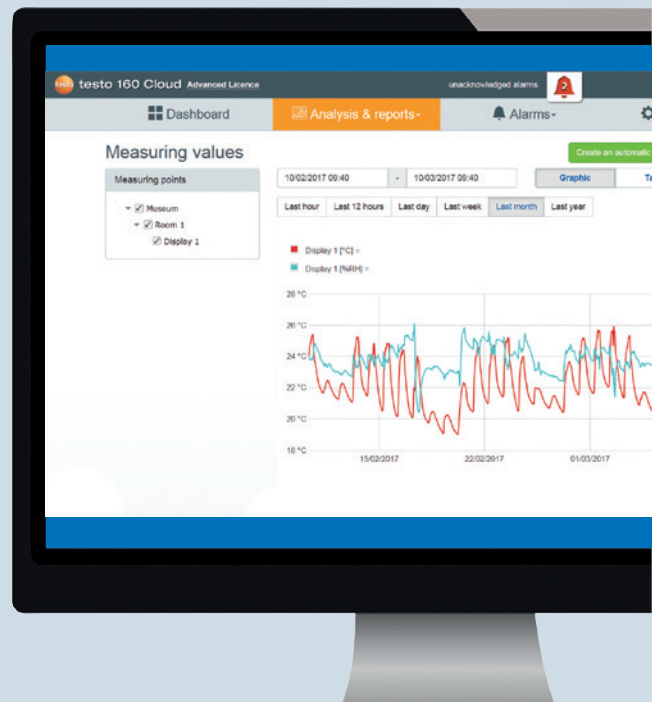 testo
testo 160 Cloud Advanced Licence
unacknowledged alarms
2
Dashboard
Analysis & reports
Alarms
Measuring values
Create an automatic
Measuring points
Museum
Room 1
Display 1
10/02/2017 09:40 - 10/03/2017 09:40
Graphic
Ta
Last hour Last 12 hours Last day Last week Last month Last year
Display 1 [°C] =
Display 1 [%RH] =
28 °C
26 °C
24 °C
22 °C
20 °C
18 °C
15/02/2017 22/02/2017 01/03/2017